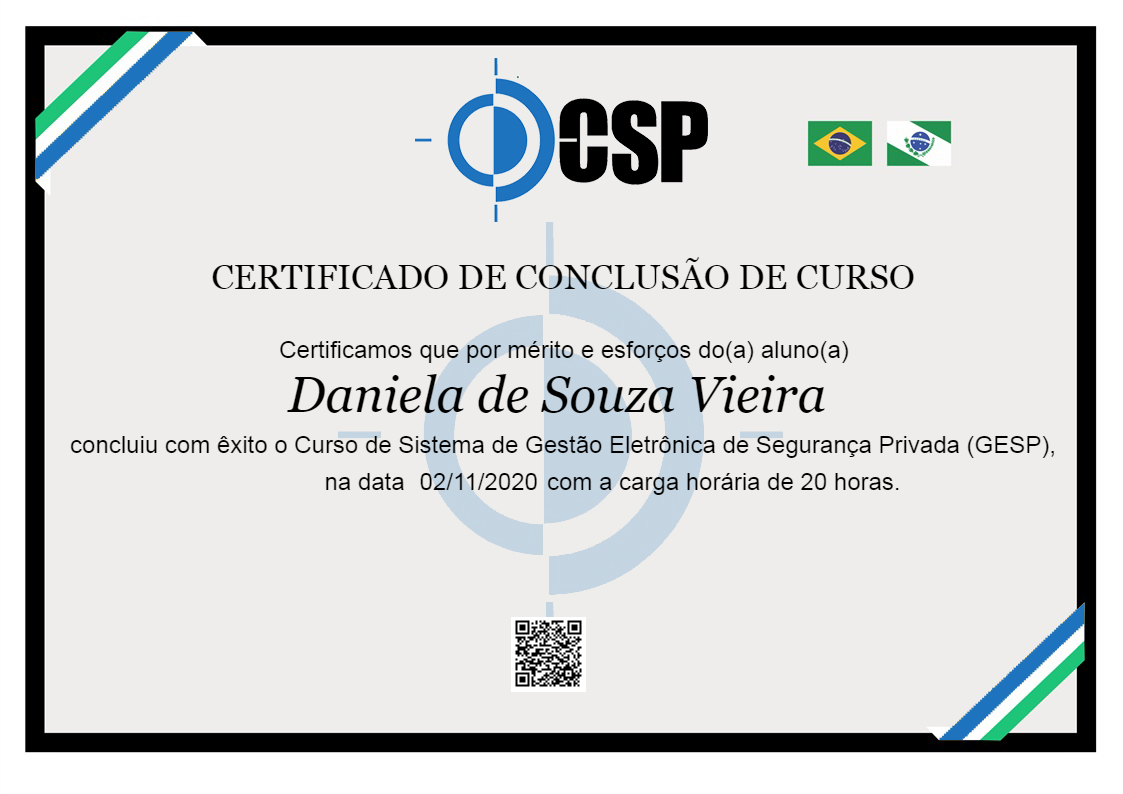 CSP
CERTIFICADO DE CONCLUSÃO DE CURSO
Certificamos que por mérito e esforços do(a) aluno(a)
Daniela de Souza Vieira
concluiu com êxito o Curso de Sistema de Gestão Eletrônica de Segurança Privada (GESP),
na data 02/11/2020 com a carga horária de 20 horas.